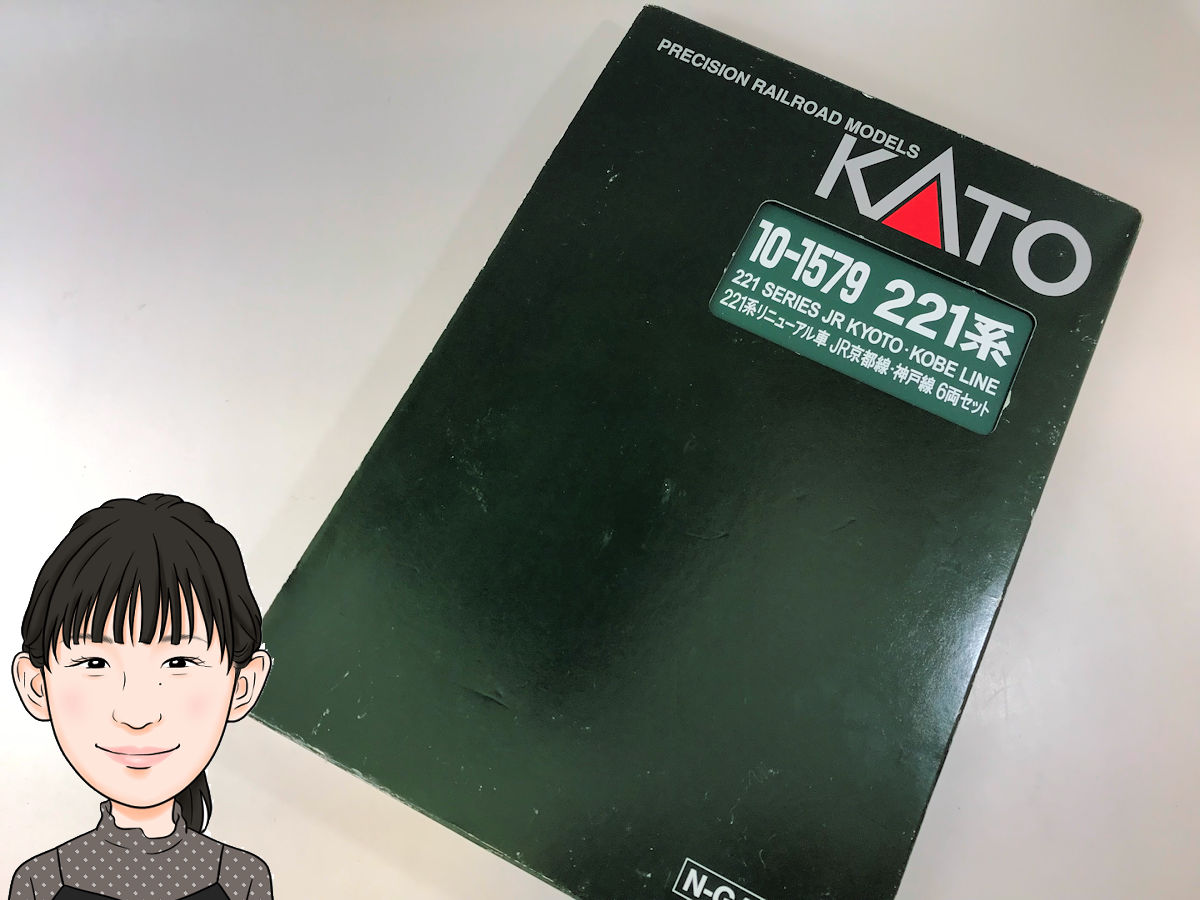 PRECISION RAILROAD MODELS
KATO
10-1579 221系
221 SERIES JR KYOTO・KOBE LINE
221系リニューアル車 JR京都線・神戸線 6両セット